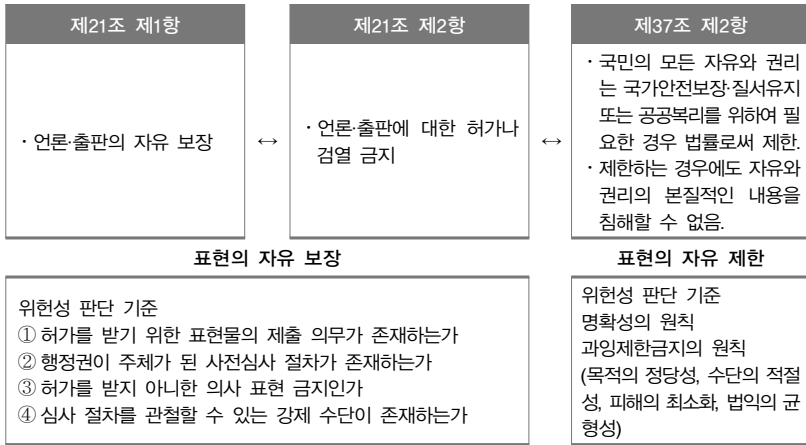 제21조 제1항
· 언론·출판의 자유 보장
↔
제21조 제2항
· 언론·출판에 대한 허가나
검열 금지
↔
제37조 제2항
· 국민의 모든 자유와 권리
는 국가안전보장·질서유지
또는 공공복리를 위하여 필
요한 경우 법률로써 제한.
· 제한하는 경우에도 자유와
권리의 본질적인 내용을
침해할 수 없음.
표현의 자유 보장
표현의 자유 제한
위헌성 판단 기준
① 허가를 받기 위한 표현물의 제출 의무가 존재하는가
② 행정권이 주체가 된 사전심사 절차가 존재하는가
③ 허가를 받지 아니한 의사 표현 금지인가
④ 심사 절차를 관철할 수 있는 강제 수단이 존재하는가
위헌성 판단 기준
명확성의 원칙
과잉제한금지의 원칙
(목적의 정당성, 수단의 적절
성, 피해의 최소화, 법익의 균
형성)